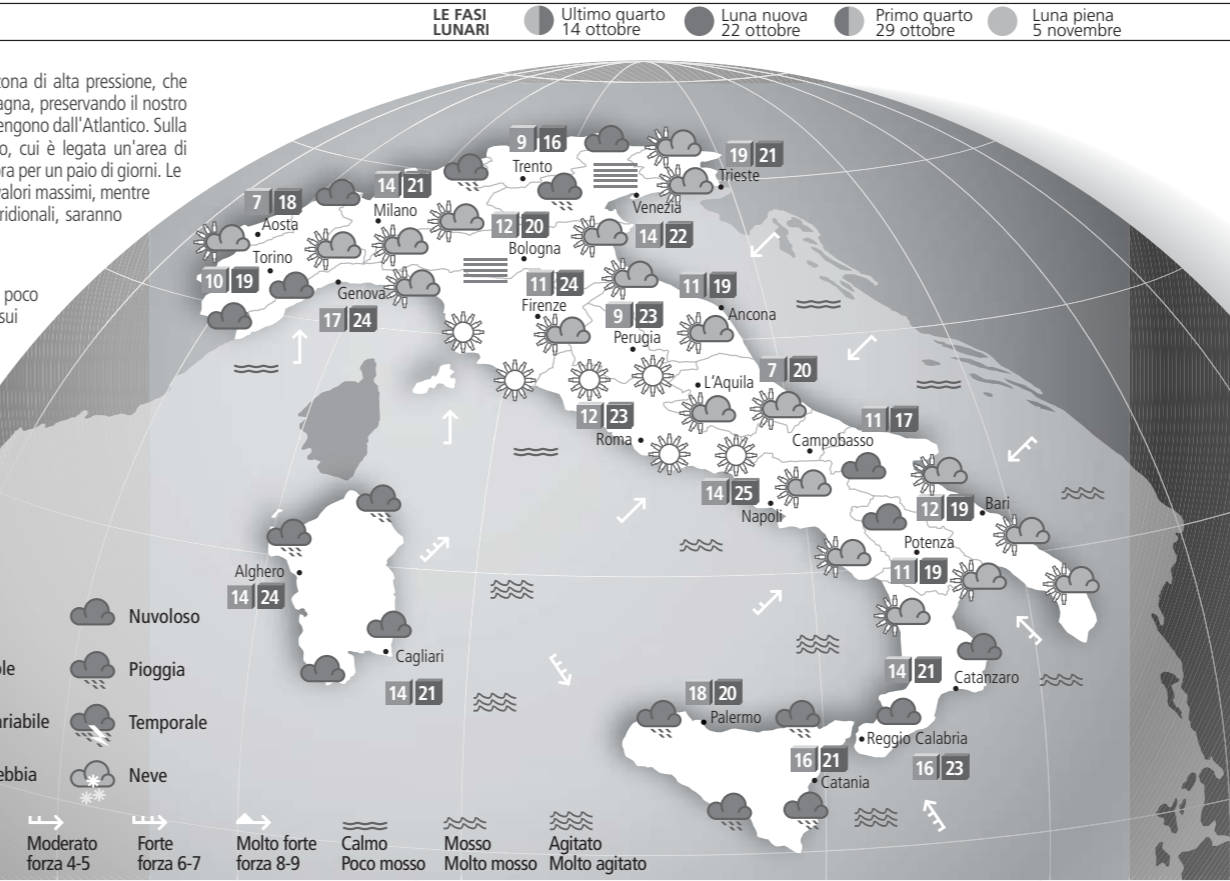 LE FASI
LUNARI
Ultimo quarto
14 ottobre
Luna nuova
22 ottobre
Primo quarto
29 ottobre
Luna piena
5 novembre
zona di alta pressione, che
agna, preservando il nostro
engono dall'Atlantico. Sulla
o, cui è legata un'area di
ora per un paio di giorni. Le
valori massimi, mentre
ridionali, saranno
poco
sui
9 16
Trento
19 21
Trieste
14 21
Milano
7 18
Aosta
Venezia
14 22
12 20
Bologna
Torino
10 19
Genova
17 24
11 24
Firenze
11 19
Ancona
9 23
Perugia
7 20
L'Aquila
12 23
Roma
11 17
Campobasso
14 25
Napoli
12 19
Bari
Potenza
11 19
Alghero
14 24
Cagliari
14 21
14 21
Catanzaro
18 20
Palermo
Reggio Calabria
16 23
16 21
Catania
Nuvoloso
Pioggia
ariabile
Temporale
ebbia
Neve
Moderato
forza 4-5
Forte
forza 6-7
Molto forte
forza 8-9
Calmo
Poco mosso
Mosso
Molto mosso
Agitato
Molto agitato